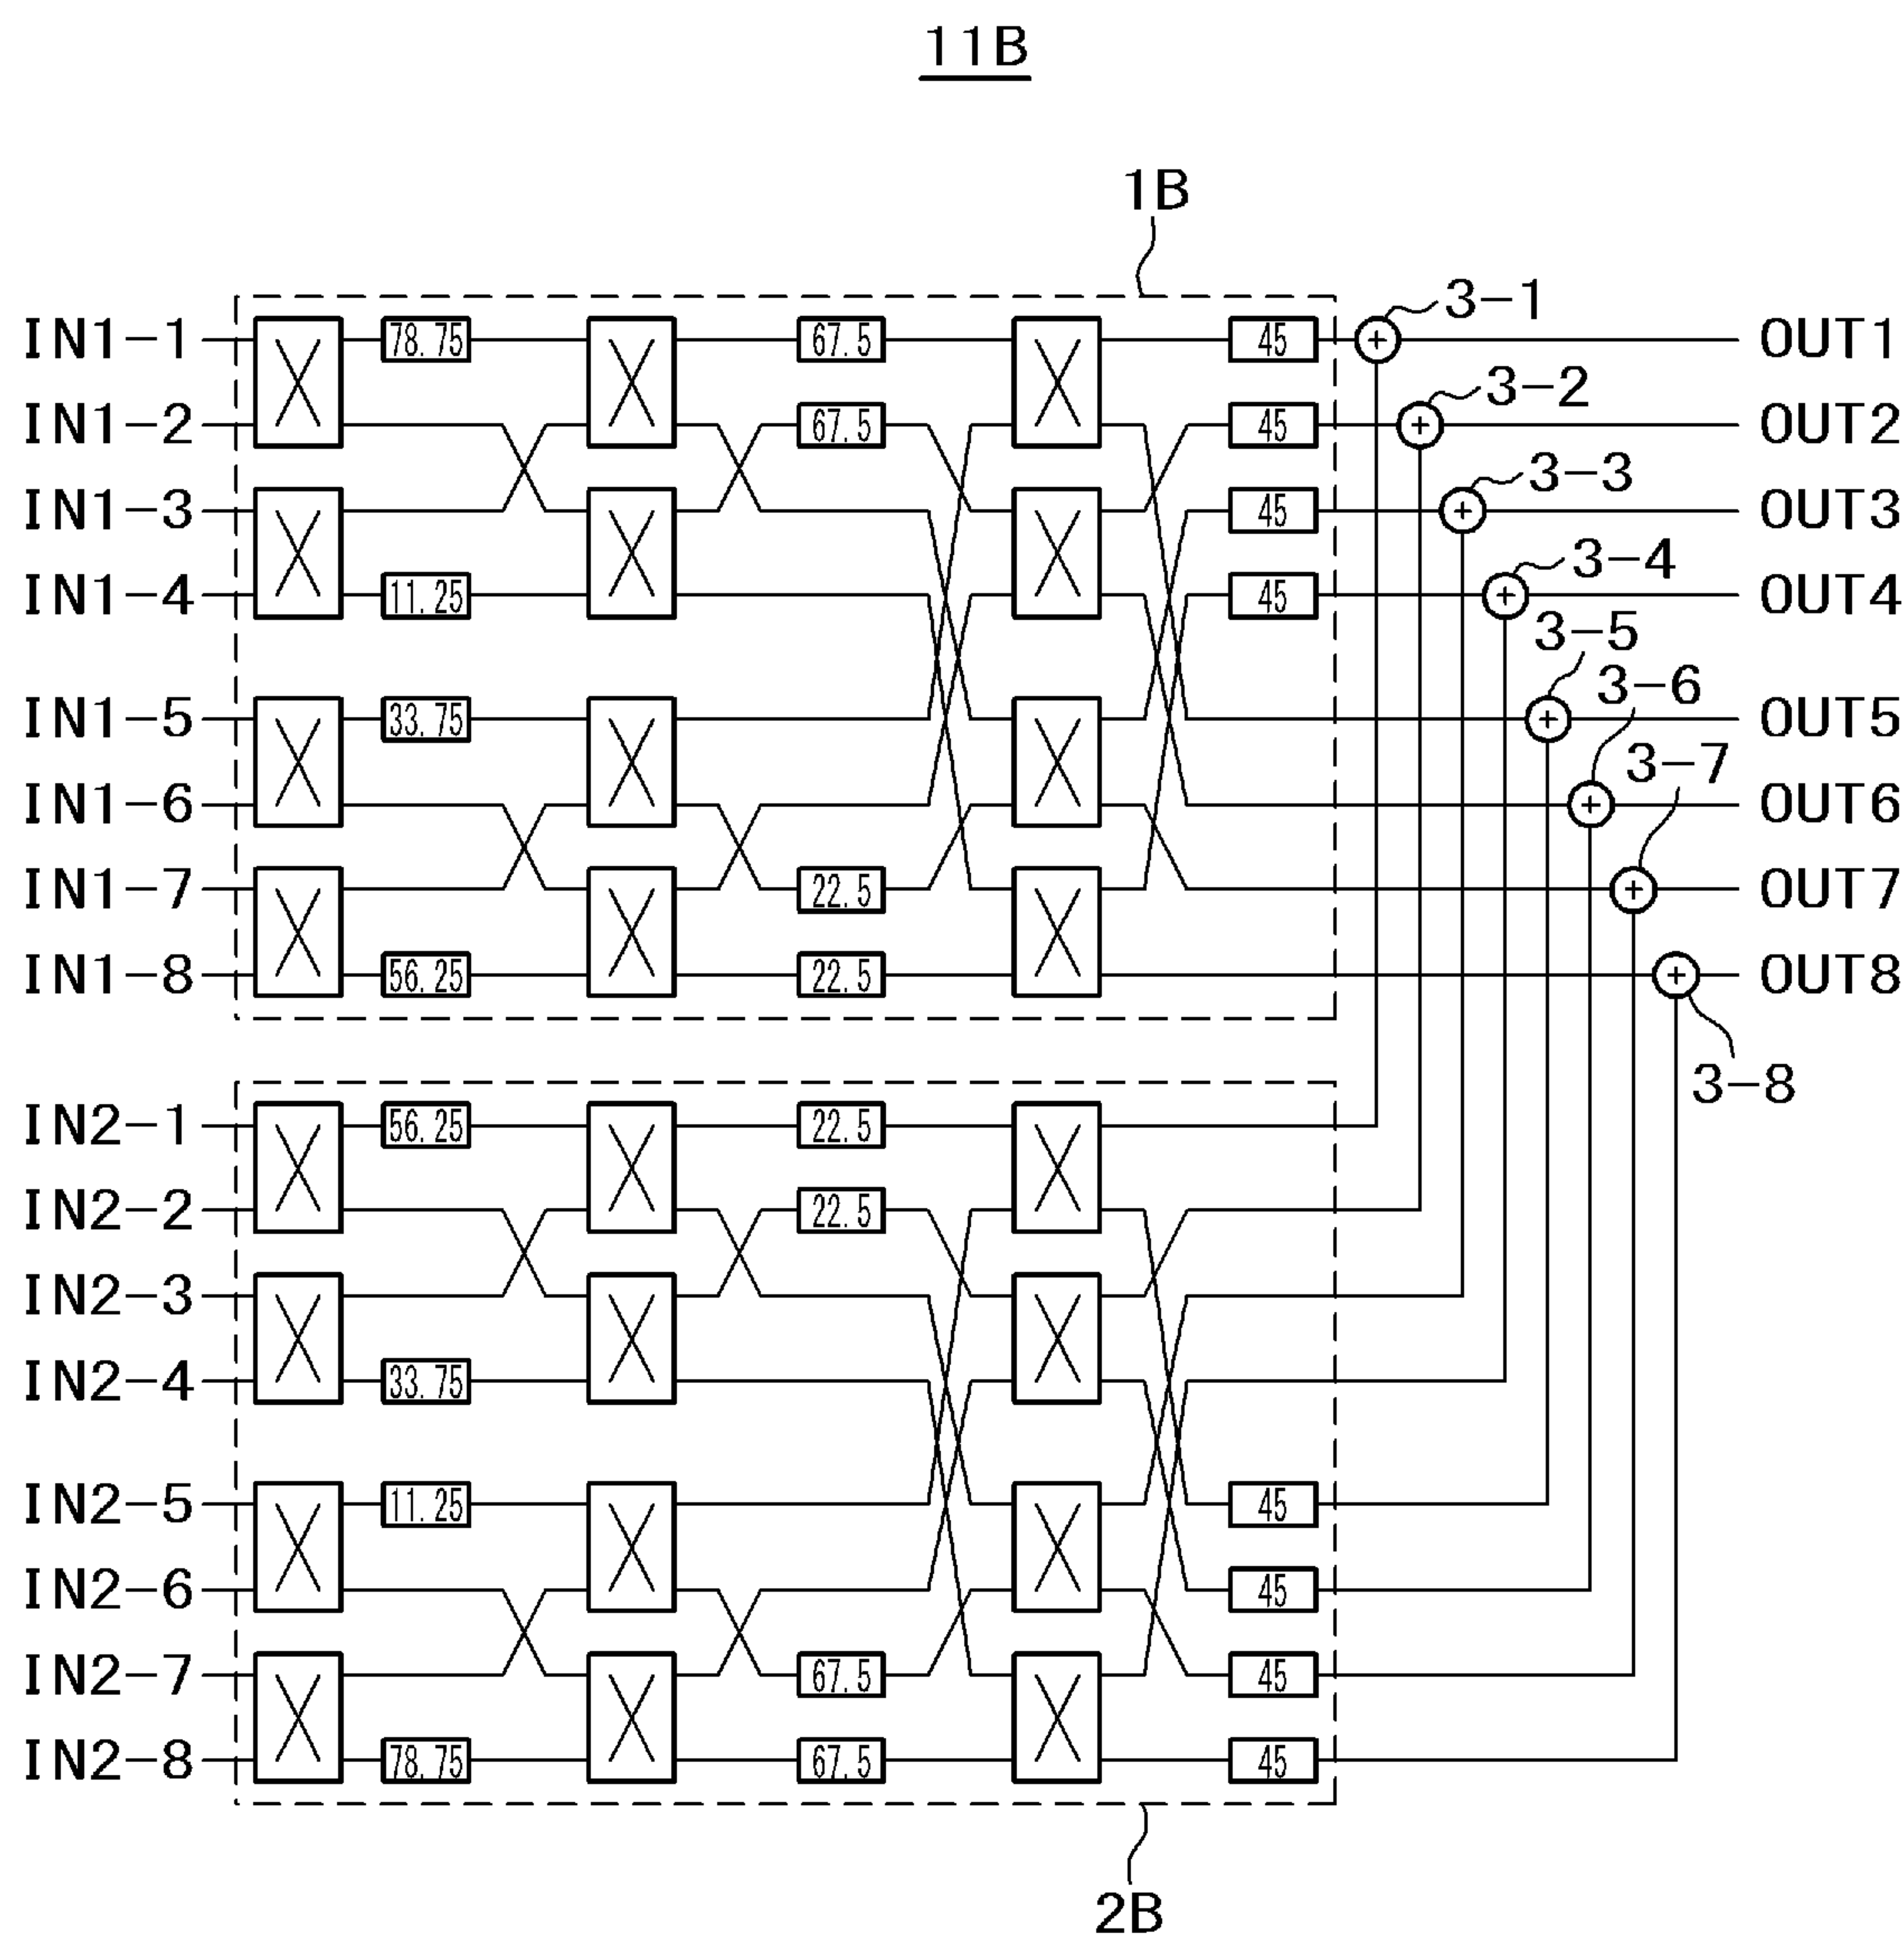 11B
1B
IN1-1 78.75 67.5 45 3-1 OUT1
IN1-2 67.5 45 3-2 OUT2
IN1-3 45 3-3 OUT3
IN1-4 11.25 45 3-4 OUT4
IN1-5 33.75 3-5 OUT5
IN1-6 3-6 OUT6
IN1-7 22.5 3-7 OUT7
IN1-8 56.25 22.5 OUT8
3-8
IN2-1 56.25 22.5
IN2-2 22.5
IN2-3
IN2-4 33.75
IN2-5 11.25 45
IN2-6 45
IN2-7 67.5 45
IN2-8 78.75 67.5 45
2B